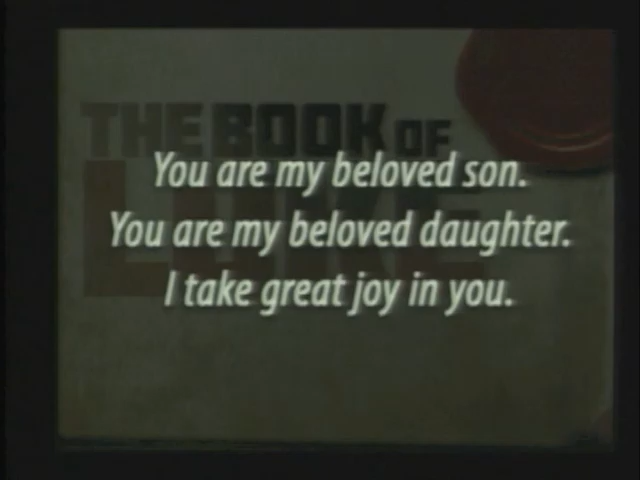 THE BOOK OF
LUKE
You are my beloved son.
You are my beloved daughter.
I take great joy in you.